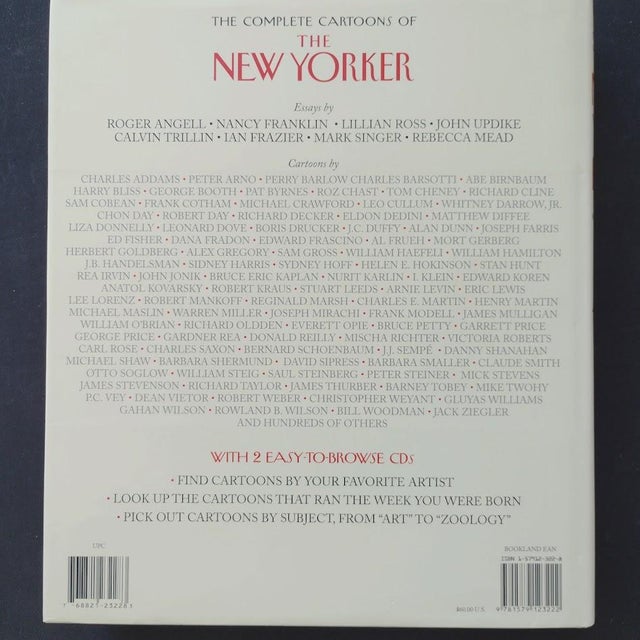 THE COMPLETE CARTOONS OF
THE
NEW YORKER
Essays by
ROGER ANGELL • NANCY FRANKLIN • LILLIAN ROSS • JOHN UPDIKE
CALVIN TRILLIN • IAN FRAZIER • MARK SINGER • REBECCA MEAD
Cartoons by
CHARLES ADDAMS • PETER ARNO • PERRY BARLOW CHARLES BARSOTTI • ABE BIRNBAUM
HARRY BLISS • GEORGE BOOTH • PAT BYRNES • ROZ CHAST • TOM CHENEY • RICHARD CLINE
SAM COBEAN • FRANK COTHAM • MICHAEL CRAWFORD • LEO CULLUM • WHITNEY DARROW, JR.
CHON DAY • ROBERT DAY • RICHARD DECKER • ELDON DEDINI • MATTHEW DIFFEE
LIZA DONNELLY • LEONARD DOVE • BORIS DRUCKER • J.C. DUFFY • ALAN DUNN • JOSEPH FARRIS
ED FISHER • DANA FRADON • EDWARD FRASCINO • AL FRUEH • MORT GERBERG
HERBERT GOLDBERG • ALEX GREGORY • SAM GROSS • WILLIAM HAEFELI • WILLIAM HAMILTON
J.B. HANDELSMAN • SIDNEY HARRIS • SYDNEY HOFF • HELEN E. HOKINSON • STAN HUNT
REA IRVIN • JOHN JONIK • BRUCE ERIC KAPLAN • NURIT KARLIN • I. KLEIN • EDWARD KOREN
ANATOL KOVARSKY • ROBERT KRAUS • STUART LEEDS • ARNIE LEVIN • ERIC LEWIS
LEE LORENZ • ROBERT MANKOFF • REGINALD MARSH • CHARLES E. MARTIN • HENRY MARTIN
MICHAEL MASLIN • WARREN MILLER • JOSEPH MIRACHI • FRANK MODELL • JAMES MULLIGAN
WILLIAM O'BRIAN • RICHARD OLDDEN • EVERETT OPIE • BRUCE PETTY • GARRETT PRICE
GEORGE PRICE • GARDNER REA • DONALD REILLY • MISCHA RICHTER • VICTORIA ROBERTS
CARL ROSE • CHARLES SAXON • BERNARD SCHOENBAUM • J.J. SEMPÉ • DANNY SHANAHAN
MICHAEL SHAW • BARBARA SHERMUND • DAVID SIPRESS • BARBARA SMALLER • CLAUDE SMITH
OTTO SOGLOW • WILLIAM STEIG • SAUL STEINBERG • PETER STEINER • MICK STEVENS
JAMES STEVENSON • RICHARD TAYLOR • JAMES THURBER • BARNEY TOBEY • MIKE TWOHY
P.C. VEY • DEAN VIETOR • ROBERT WEBER • CHRISTOPHER WEYANT • GLUYAS WILLIAMS
GAHAN WILSON • ROWLAND B. WILSON • BILL WOODMAN • JACK ZIEGLER
AND HUNDREDS OF OTHERS
WITH 2 EASY-TO-BROWSE CDs
• FIND CARTOONS BY YOUR FAVORITE ARTIST
• LOOK UP THE CARTOONS THAT RAN THE WEEK YOU WERE BORN
• PICK OUT CARTOONS BY SUBJECT, FROM "ART" TO "ZOOLOGY"
UPC
BOOKLAND EAN
ISBN 1-57912-322-8
7 68821 23228
$60.00 U.S.
9 781579 123222